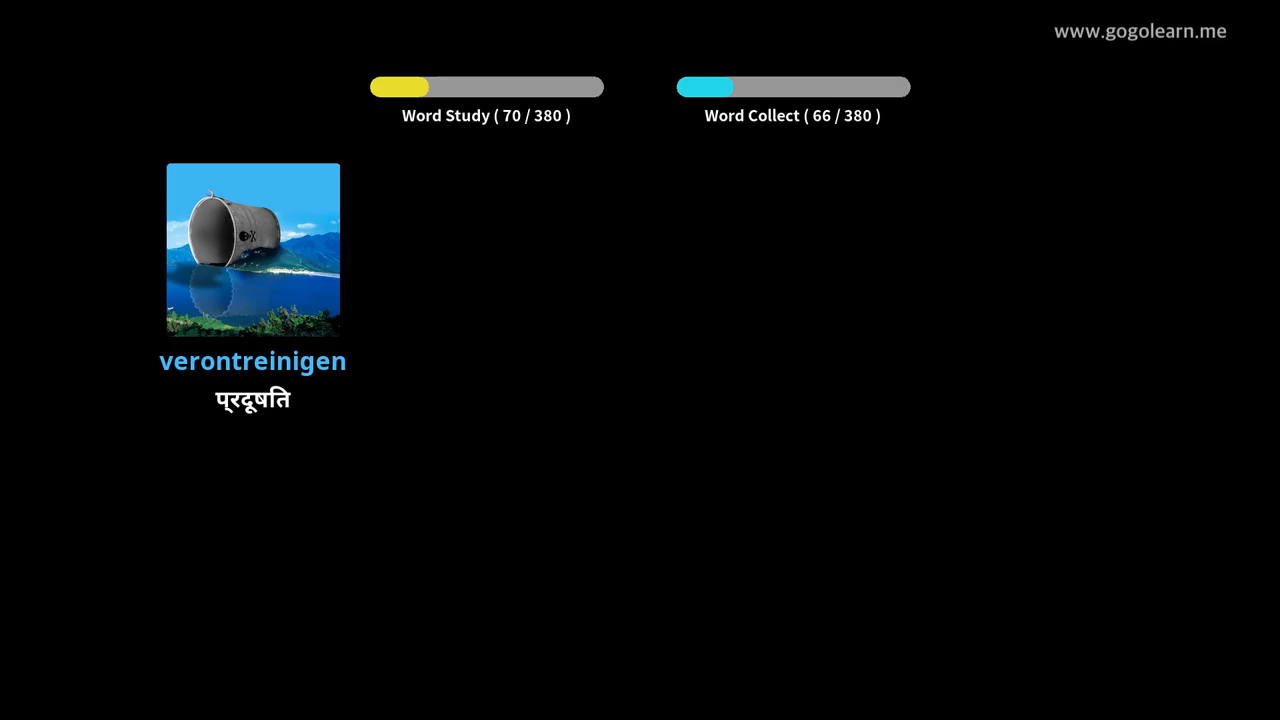 www.gogolearn.me
Word Study ( 70 / 380 )
Word Collect ( 66 / 380 )
verontreinigen
प्रदूषति